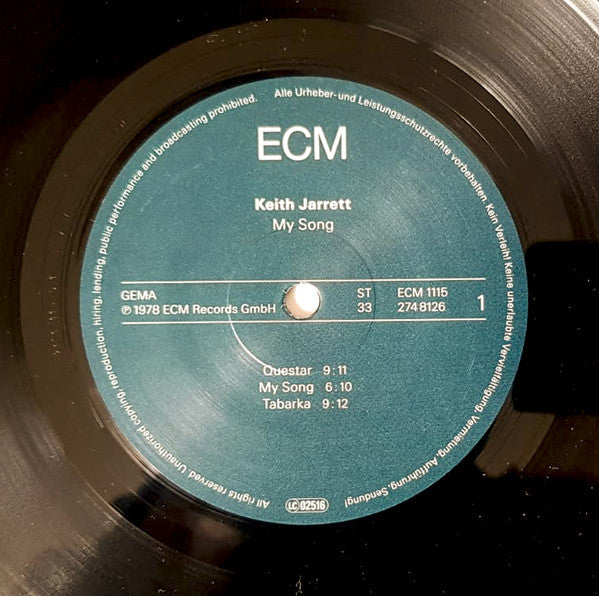 Alle Urheber-und Leistungsschutzrechte vorbehalten. Kein Verleih! Keine unerlaubte Vervielfältigung, Vermietung, Aufführung, Sendung!
ECM
Keith Jarrett
My Song
GEMA ST ECM 1115
℗ 1978 ECM Records GmbH 33 274 8126 1
Questar 9:11
My Song 6:10
Tabarka 9:12
LC 02516
All rights reserved. Unauthorized copying, reproduction, hiring, lending, public performance and broadcasting prohibited.